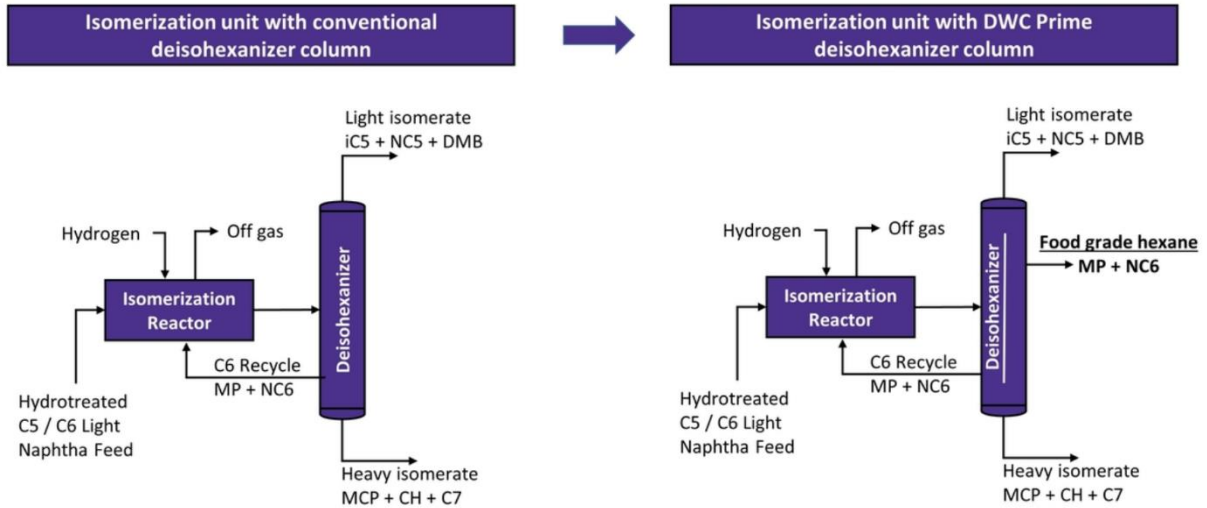 Isomerization unit with conventional
deisohexanizer column
Isomerization unit with DWC Prime
deisohexanizer column
Light isomerate
iC5 + NC5 + DMB
Hydrogen
Off gas
Isomerization
Reactor
Deisohexanizer
C6 Recycle
MP + NC6
Hydrotreated
C5 / C6 Light
Naphtha Feed
Heavy isomerate
MCP + CH + C7
Light isomerate
iC5 + NC5 + DMB
Hydrogen
Off gas
Food grade hexane
MP + NC6
Isomerization
Reactor
Deisohexanizer
C6 Recycle
MP + NC6
Hydrotreated
C5 / C6 Light
Naphtha Feed
Heavy isomerate
MCP + CH + C7